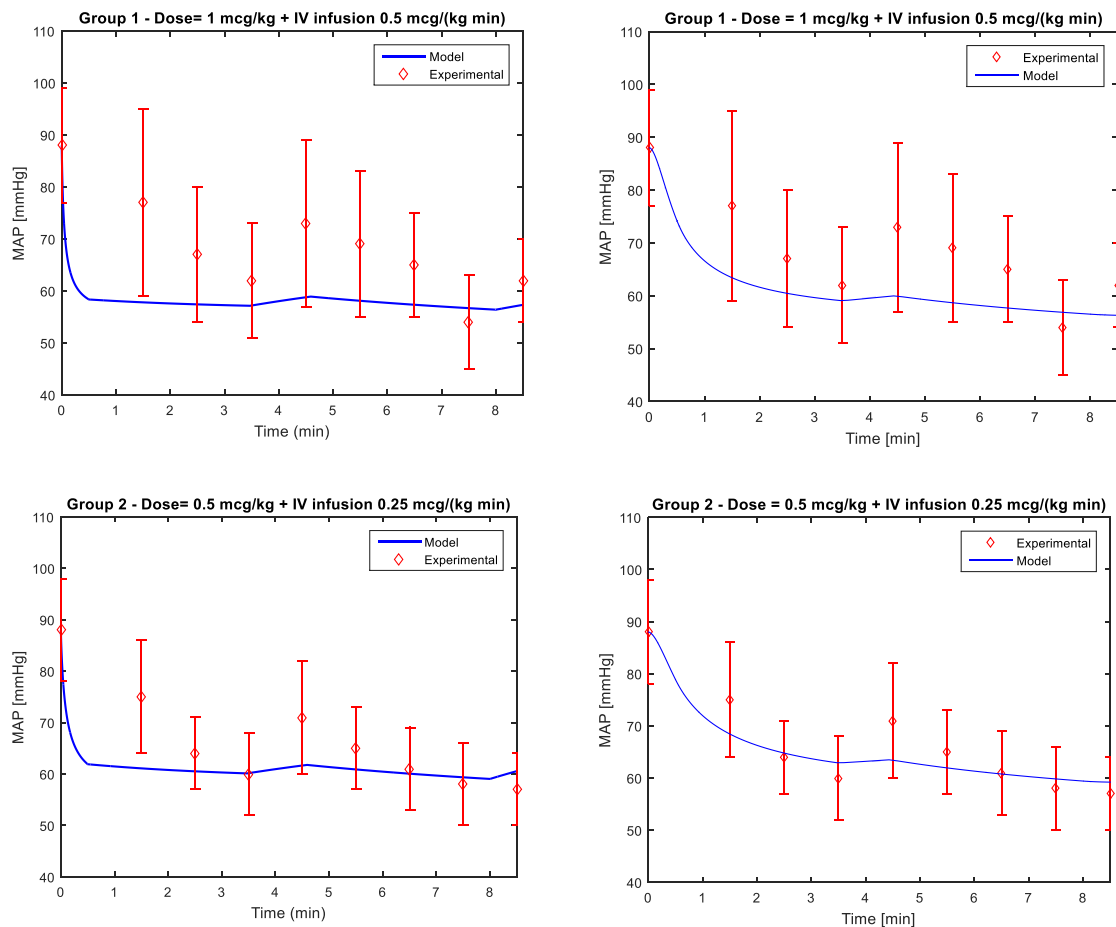 Group 1 - Dose= 1 mcg/kg + IV infusion 0.5 mcg/(kg min)
110
100
90
80
70
60
50
40
MAP [mmHg]
Model
Experimental
0 1 2 3 4 5 6 7 8
Time (min)
Group 1 - Dose = 1 mcg/kg + IV infusion 0.5 mcg/(kg min)
110
100
90
80
70
60
50
40
MAP [mmHg]
Experimental
Model
0 1 2 3 4 5 6 7 8
Time [min]
Group 2 - Dose= 0.5 mcg/kg + IV infusion 0.25 mcg/(kg min)
110
100
90
80
70
60
50
40
MAP [mmHg]
Model
Experimental
0 1 2 3 4 5 6 7 8
Time (min)
Group 2 - Dose = 0.5 mcg/kg + IV infusion 0.25 mcg/(kg min)
110
100
90
80
70
60
50
40
MAP [mmHg]
Experimental
Model
0 1 2 3 4 5 6 7 8
Time [min]